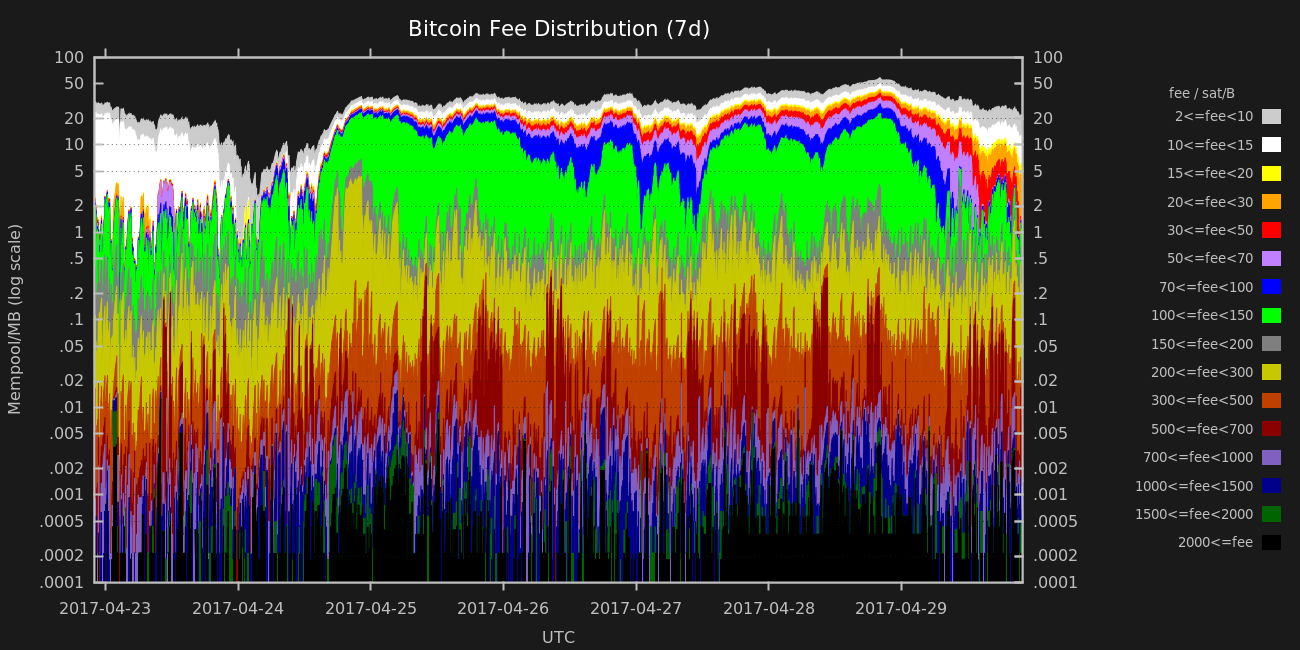 Bitcoin Fee Distribution (7d)
Mempool/MB (log scale)
100
50
20
10
5
2
1
.5
.2
.1
.05
.02
.01
.005
.002
.001
.0005
.0002
.0001
100
50
20
10
5
2
1
.5
.2
.1
.05
.02
.01
.005
.002
.001
.0005
.0002
.0001
2017-04-23 2017-04-24 2017-04-25 2017-04-26 2017-04-27 2017-04-28 2017-04-29
UTC
fee / sat/B
2<=fee<10
10<=fee<15
15<=fee<20
20<=fee<30
30<=fee<50
50<=fee<70
70<=fee<100
100<=fee<150
150<=fee<200
200<=fee<300
300<=fee<500
500<=fee<700
700<=fee<1000
1000<=fee<1500
1500<=fee<2000
2000<=fee